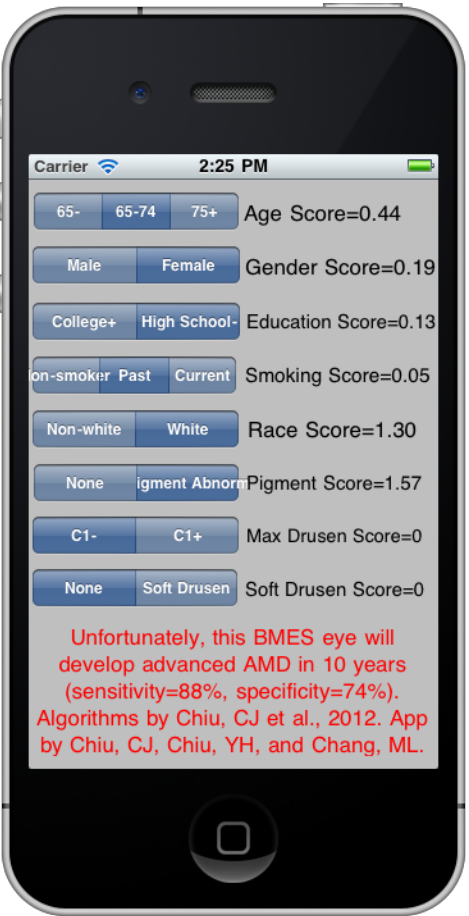 Carrier 2:25 PM
65- 65-74 75+ Age Score=0.44
Male Female Gender Score=0.19
College+ High School- Education Score=0.13
on-smoker Past Current Smoking Score=0.05
Non-white White Race Score=1.30
None igment Abnorm Pigment Score=1.57
C1- C1+ Max Drusen Score=0
None Soft Drusen Soft Drusen Score=0
Unfortunately, this BMES eye will
develop advanced AMD in 10 years
(sensitivity=88%, specificity=74%).
Algorithms by Chiu, CJ et al., 2012. App
by Chiu, CJ, Chiu, YH, and Chang, ML.